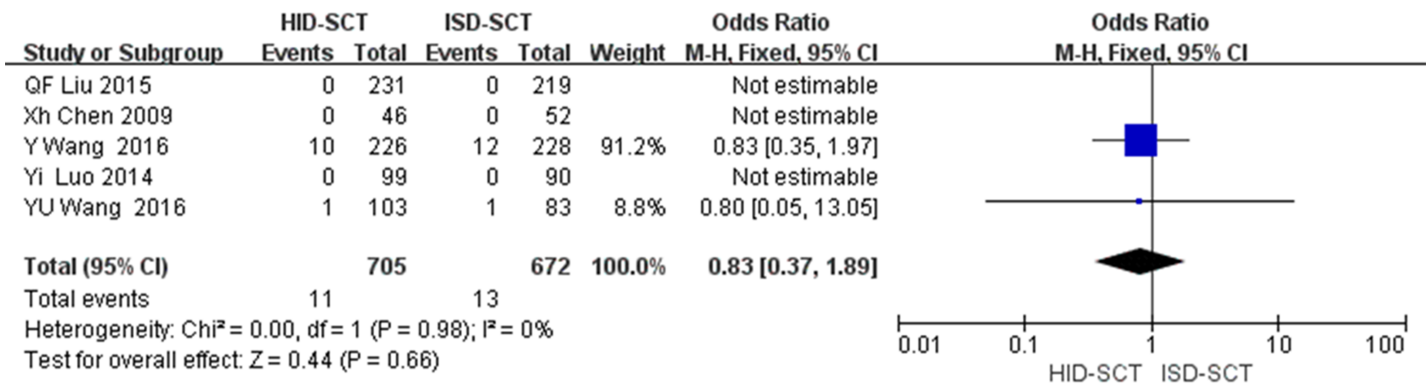 HID-SCT ISD-SCT Odds Ratio Odds Ratio
Study or Subgroup Events Total Events Total Weight M-H, Fixed, 95% CI M-H, Fixed, 95% CI
QF Liu 2015 0 231 0 219 Not estimable
Xh Chen 2009 0 46 0 52 Not estimable
Y Wang 2016 10 226 12 228 91.2% 0.83 [0.35, 1.97]
Yi Luo 2014 0 99 0 90 Not estimable
YU Wang 2016 1 103 1 83 8.8% 0.80 [0.05, 13.05]
Total (95% CI) 705 672 100.0% 0.83 [0.37, 1.89]
Total events 11 13
Heterogeneity: Chi² = 0.00, df = 1 (P = 0.98); I² = 0%
Test for overall effect: Z = 0.44 (P = 0.66)
0.01 0.1 1 10 100
HID-SCT ISD-SCT